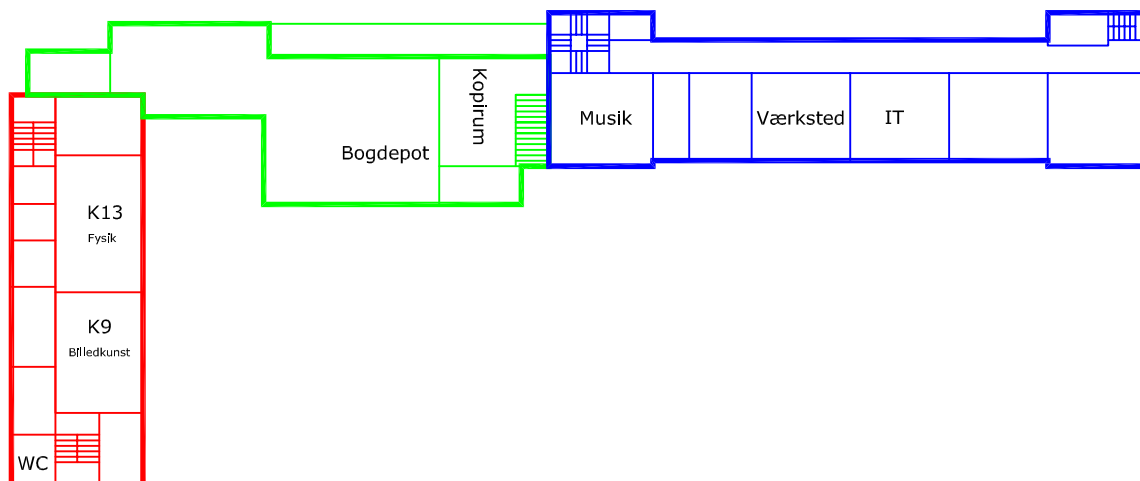 Kopirum
Musik
Værksted
IT
Bogdepot
K13
Fysik
K9
Billedkunst
WC